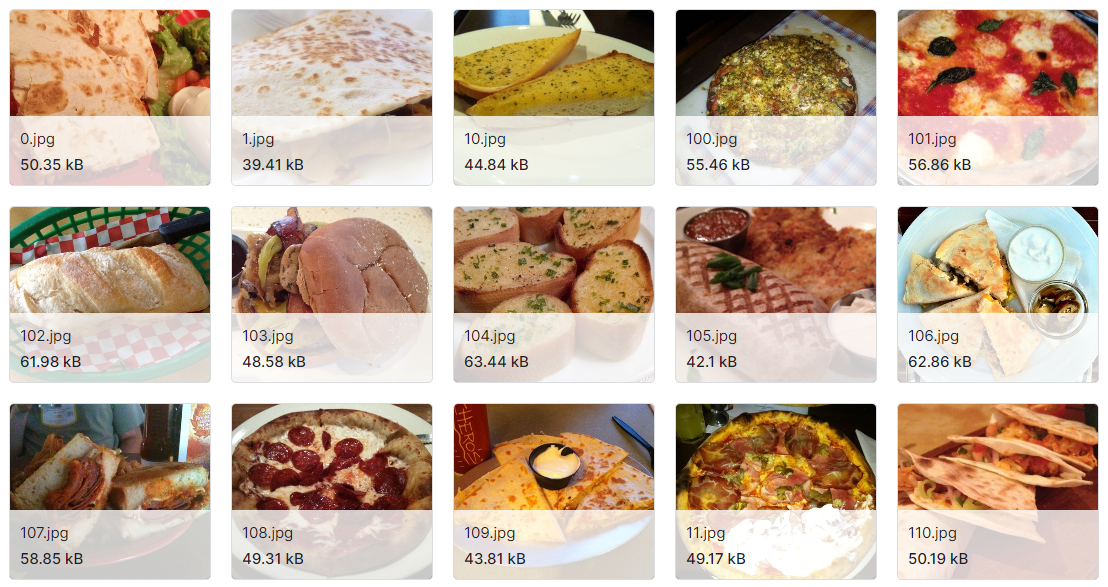 0.jpg
50.35 kB
1.jpg
39.41 kB
10.jpg
44.84 kB
100.jpg
55.46 kB
101.jpg
56.86 kB
102.jpg
61.98 kB
103.jpg
48.58 kB
104.jpg
63.44 kB
105.jpg
42.1 kB
106.jpg
62.86 kB
107.jpg
58.85 kB
108.jpg
49.31 kB
109.jpg
43.81 kB
11.jpg
49.17 kB
110.jpg
50.19 kB